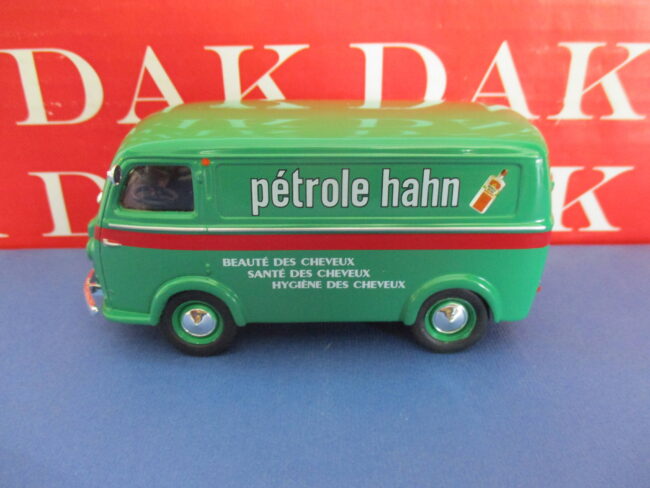 DAK DAK
pétrole hahn
BEAUTÉ DES CHEVEUX
SANTÉ DES CHEVEUX
HYGIÈNE DES CHEVEUX